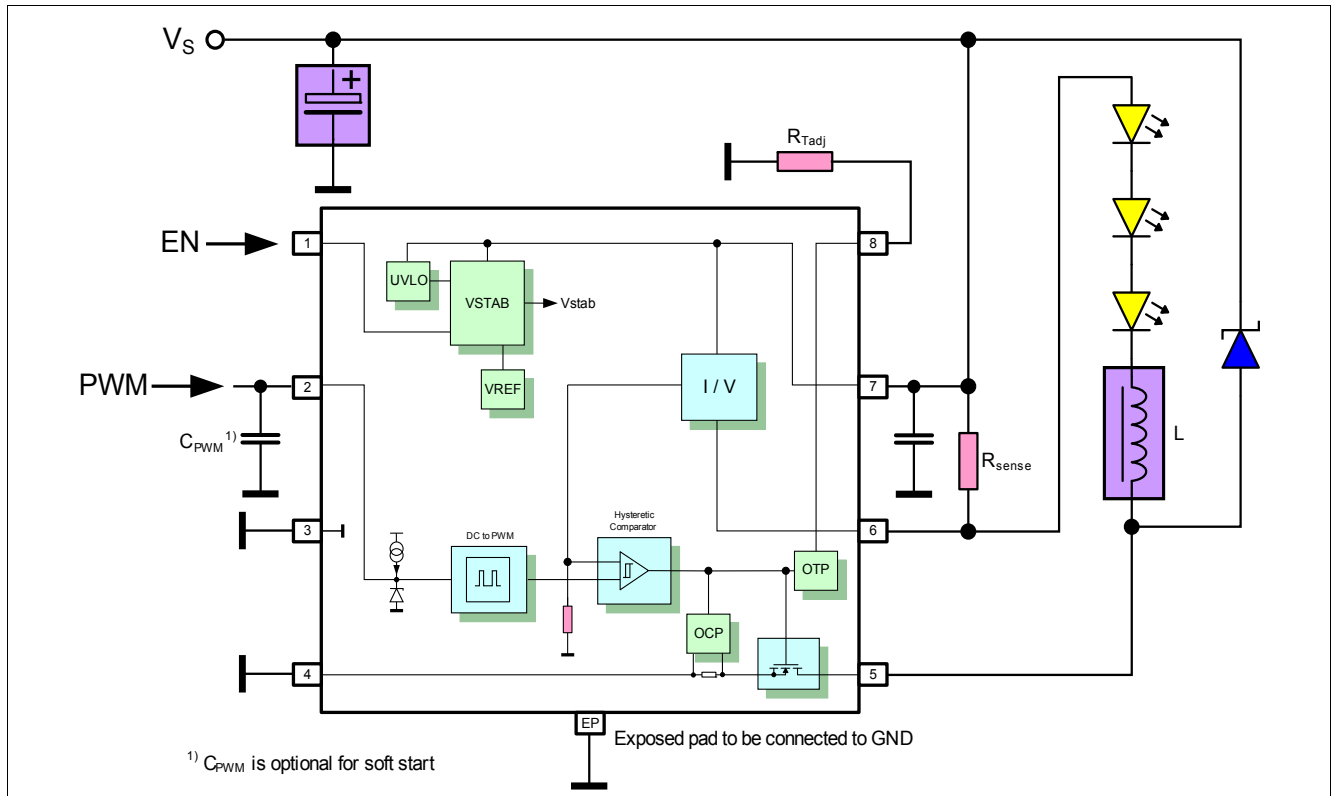 VS
+
RTadj
EN
1
8
UVLO
VSTAB
Vstab
VREF
PWM
2
I / V
7
CPWM 1)
Rsense
L
3
Hysteretic
Comparator
6
DC to PWM
OTP
OCP
4
5
EP
Exposed pad to be connected to GND
1) CPWM is optional for soft start